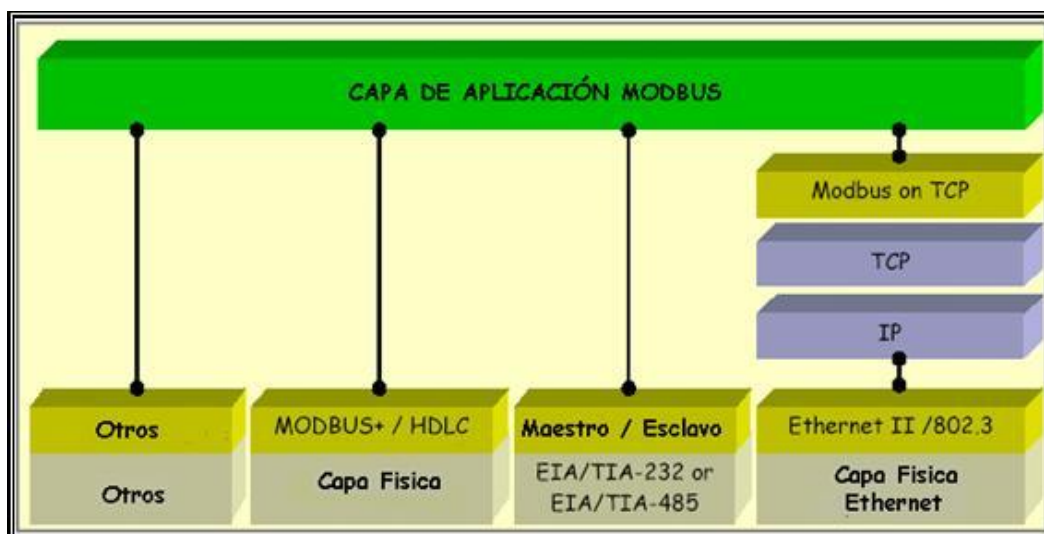 CAPA DE APLICACIÓN MODBUS
Modbus on TCP
TCP
IP
Otros
MODBUS+ / HDLC
Maestro / Esclavo
Ethernet II /802.3
Otros
Capa Fisica
EIA/TIA-232 or
EIA/TIA-485
Capa Fisica
Ethernet